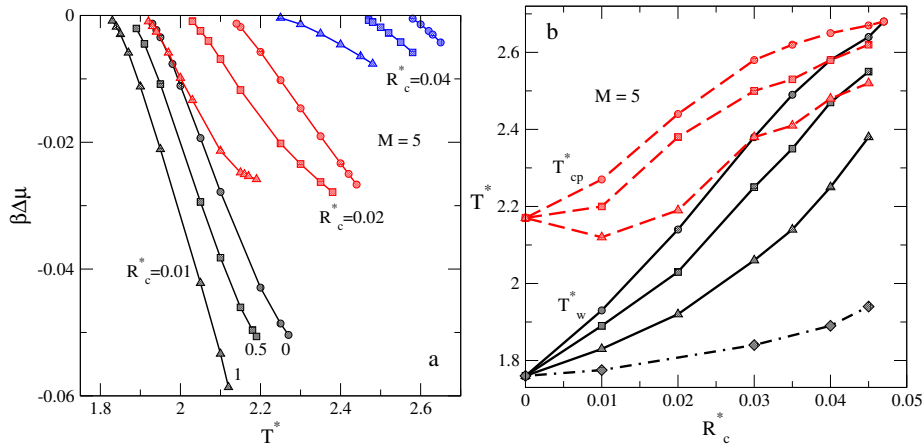 0
-0.02
-0.04
-0.06
βΔμ
1.8
2
2.2
2.4
2.6
T*
R*c=0.04
M = 5
R*c=0.02
R*c=0.01
0.5
0
1
a
b
2.6
2.4
2.2
2
1.8
T*
M = 5
T*cp
T*w
0
0.01
0.02
0.03
0.04
0.05
R*c